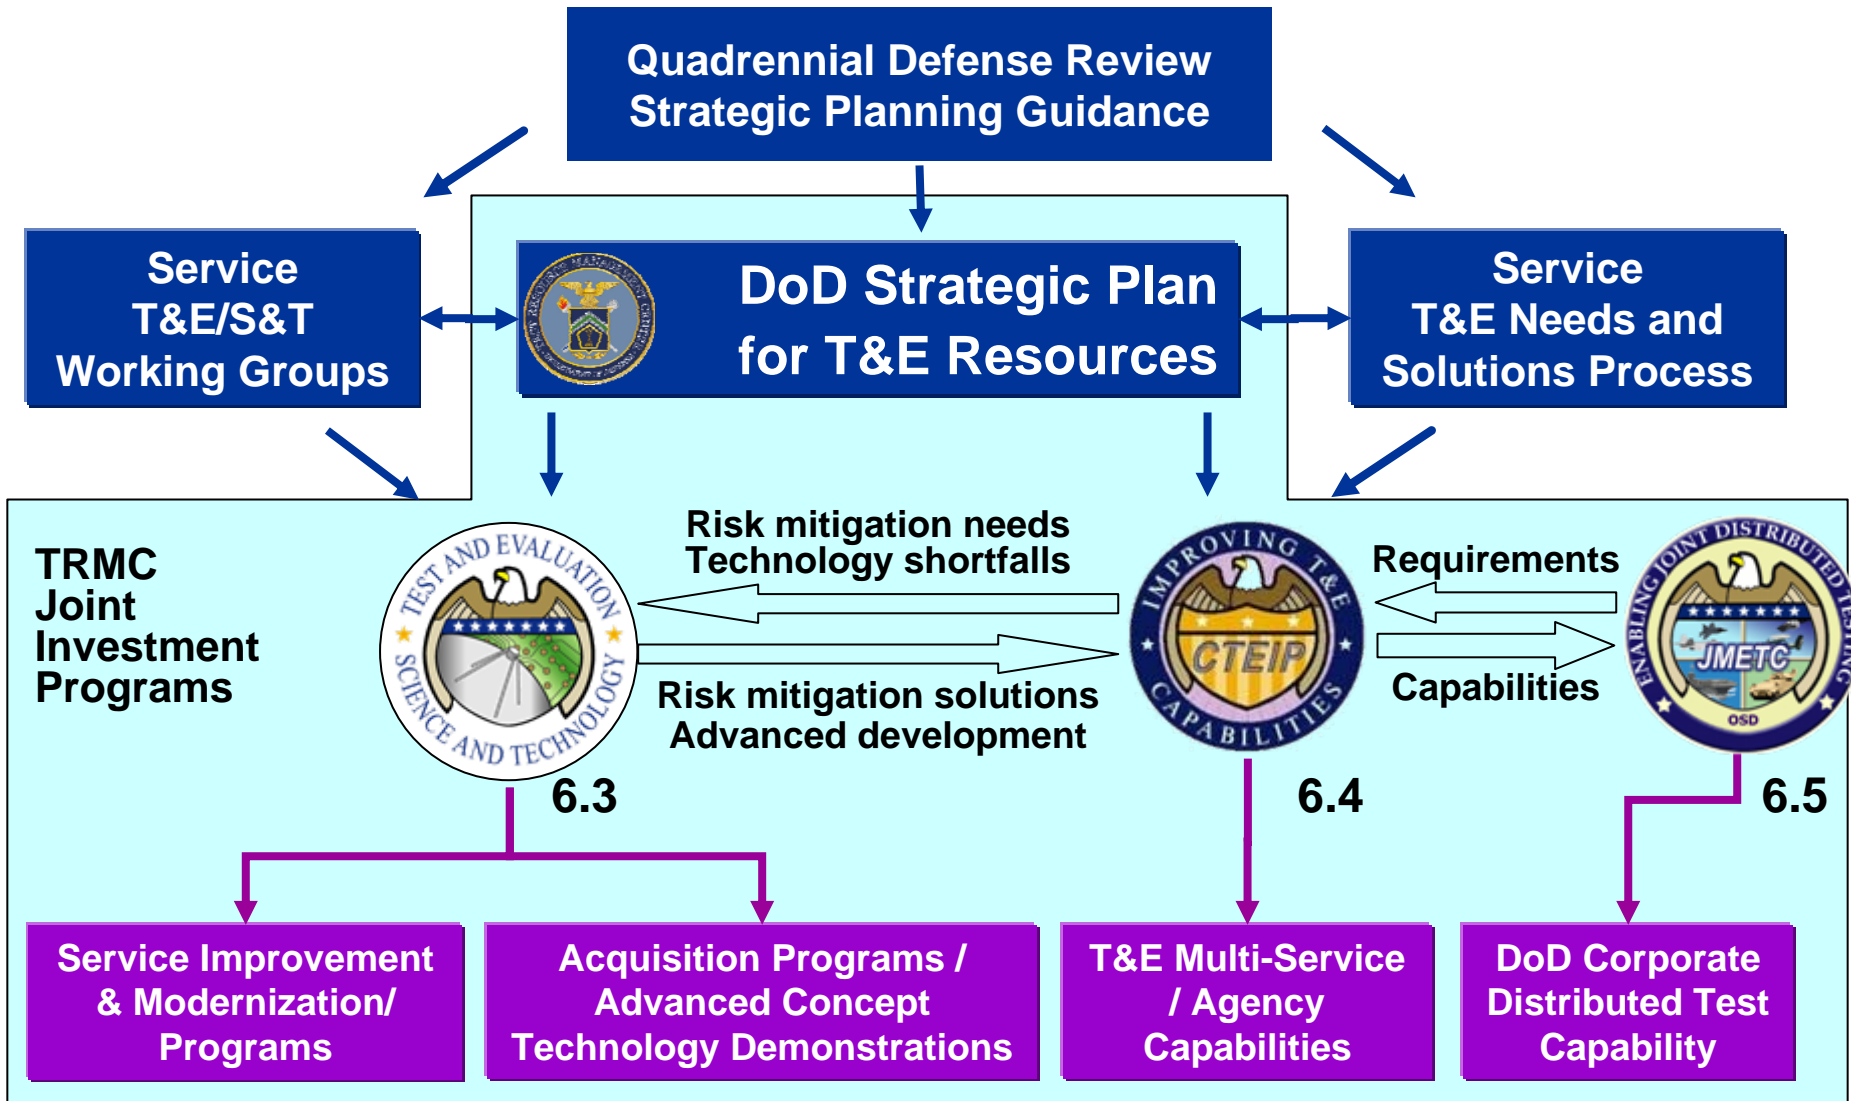 Quadrennial Defense Review
Strategic Planning Guidance
Service
T&E/S&T
Working Groups
DoD Strategic Plan
for T&E Resources
Service
T&E Needs and
Solutions Process
TRMC
Joint
Investment
Programs
TEST AND EVALUATION
SCIENCE AND TECHNOLOGY
6.3
Risk mitigation needs
Technology shortfalls
Risk mitigation solutions
Advanced development
IMPROVING T&E
CTEIP
CAPABILITIES
6.4
Requirements
Capabilities
ENABLING JOINT DISTRIBUTED TESTING
JMETC
OSD
6.5
Service Improvement
& Modernization/
Programs
Acquisition Programs /
Advanced Concept
Technology Demonstrations
T&E Multi-Service
/ Agency
Capabilities
DoD Corporate
Distributed Test
Capability